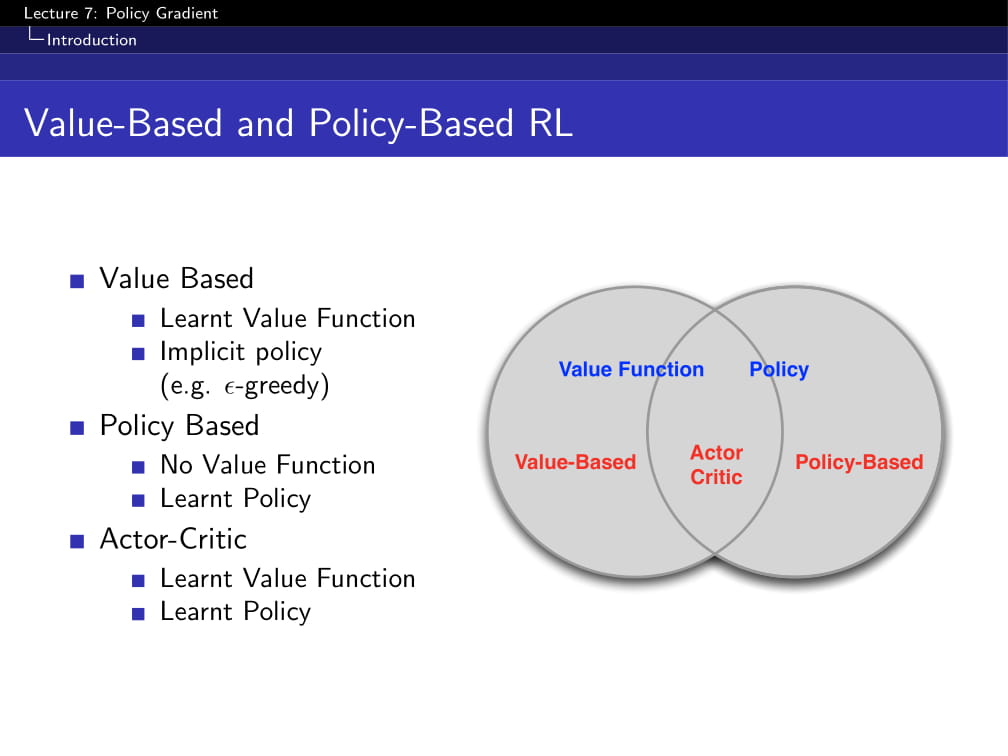 Lecture 7: Policy Gradient
Introduction
Value-Based and Policy-Based RL
Value Based
Learnt Value Function
Implicit policy
(e.g. ϵ-greedy)
Policy Based
No Value Function
Learnt Policy
Actor-Critic
Learnt Value Function
Learnt Policy
Value Function
Policy
Value-Based
Actor
Critic
Policy-Based